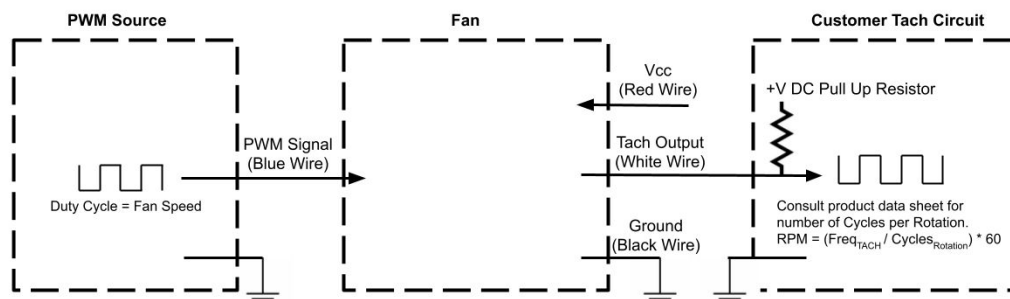 PWM Source
Fan
Customer Tach Circuit
Vcc
(Red Wire)
+V DC Pull Up Resistor
PWM Signal
(Blue Wire)
Tach Output
(White Wire)
Duty Cycle = Fan Speed
Consult product data sheet for
number of Cycles per Rotation.
RPM = (Freq_TACH / Cycles_Rotation) * 60
Ground
(Black Wire)